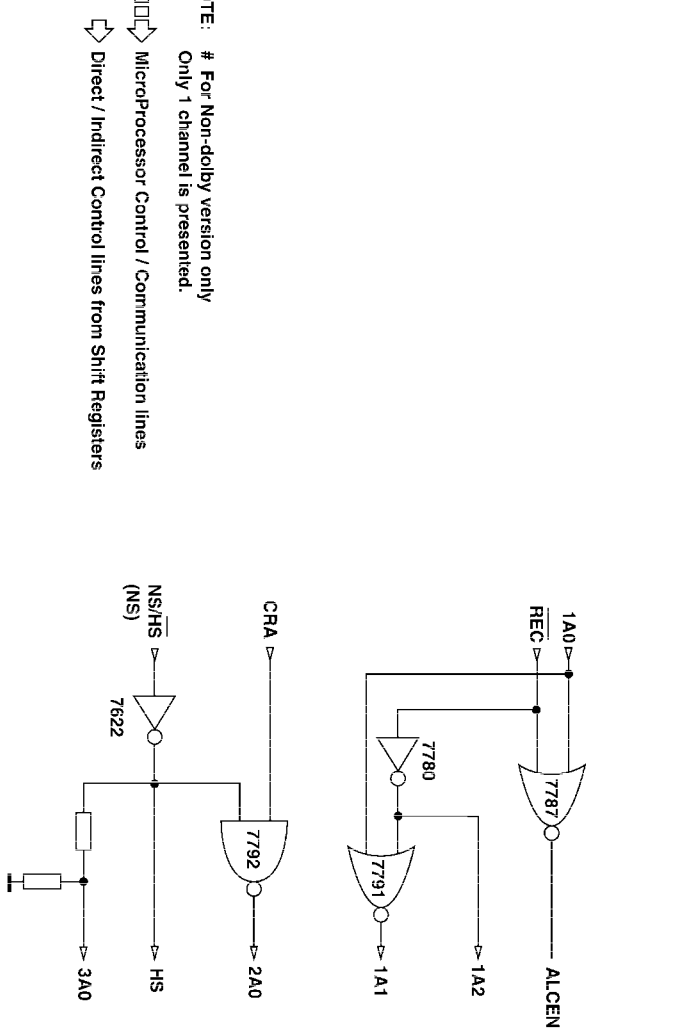 TE: # For Non-dolby version only
Only 1 channel is presented.
MicroProcessor Control / Communication lines
Direct / Indirect Control lines from Shift Registers
1A0
REC
7787
ALCEN
7780
1A2
7791
1A1
CRA
7792
2A0
NS/HS
(NS)
7622
HS
3A0